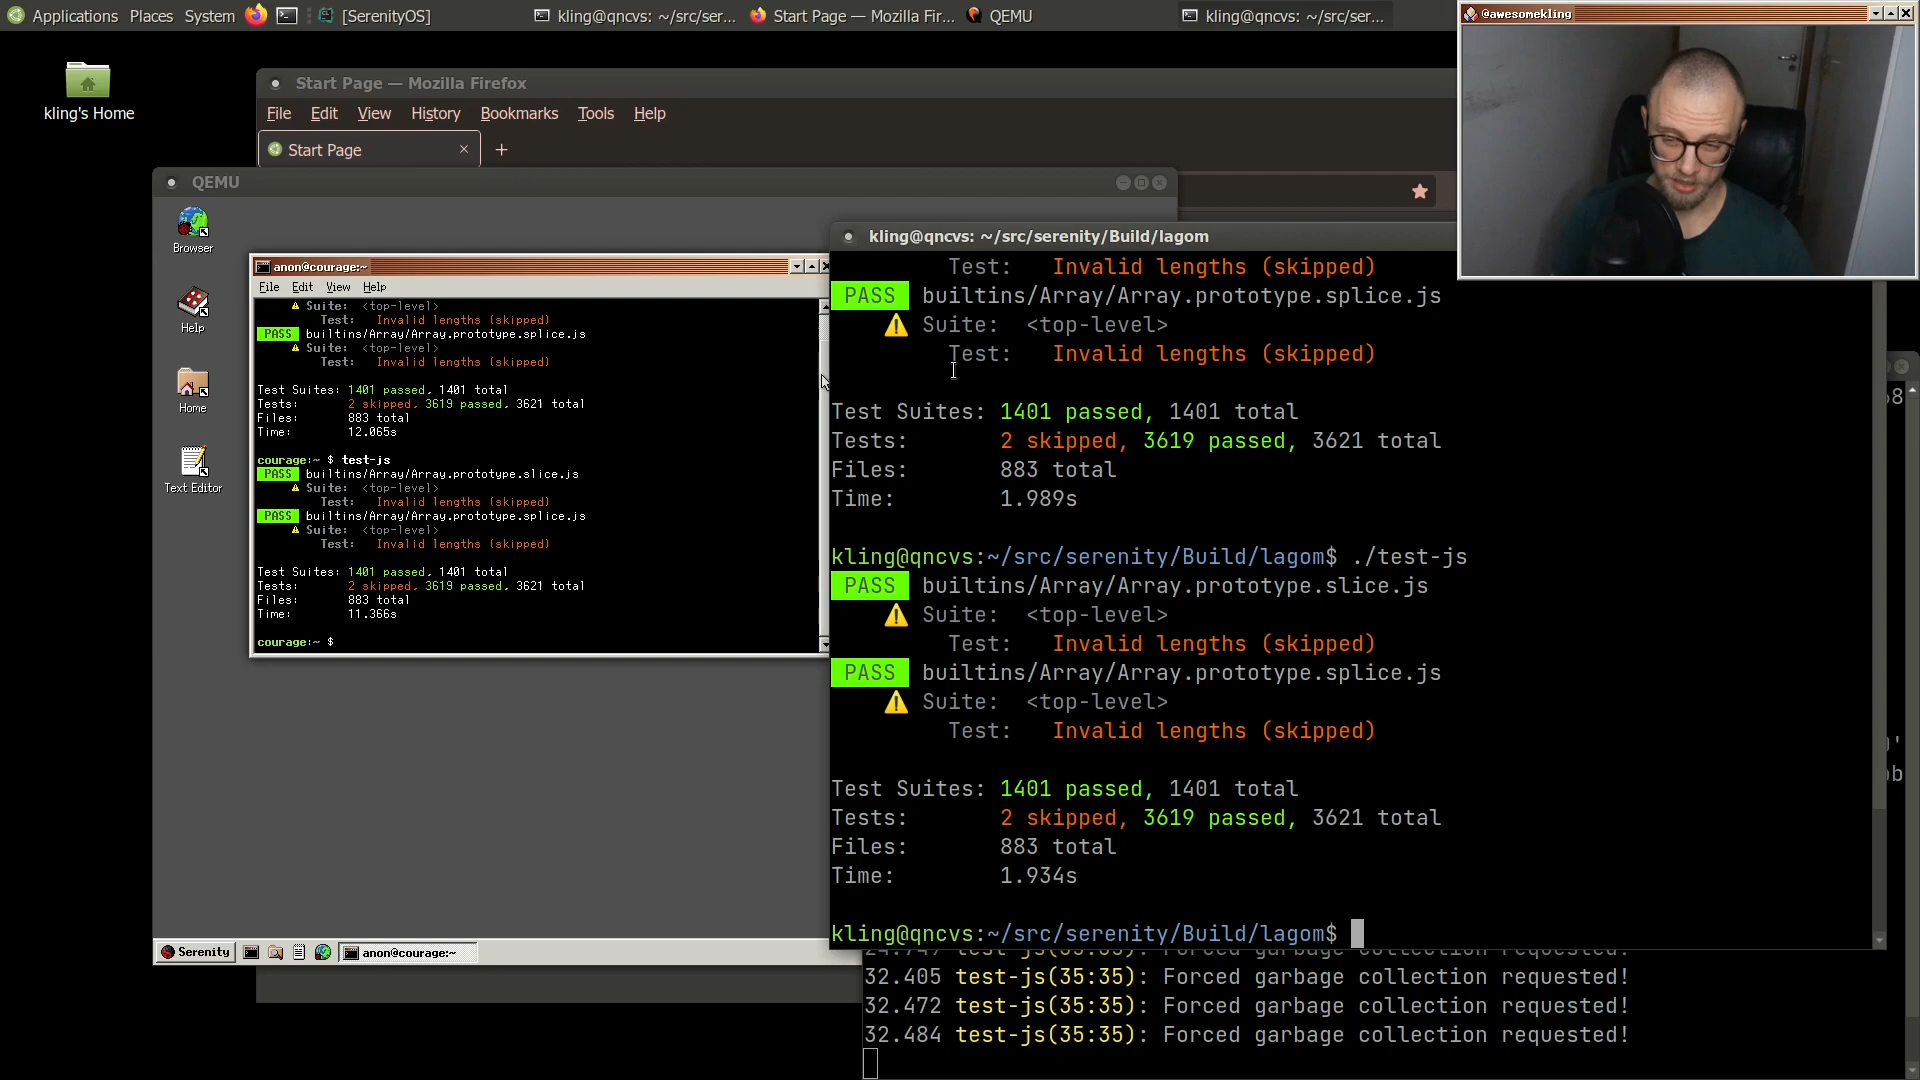 Applications Places System [SerenityOS] kling@qncvs: ~/src/ser... Start Page — Mozilla Fir... QEMU kling@qncvs: ~/src/ser...
@awesomekling
kling's Home
Start Page — Mozilla Firefox
File Edit View History Bookmarks Tools Help
Start Page × +
QEMU
Browser
Help
Home
Text Editor
anon@courage:~
File Edit View Help
Suite: <top-level>
Test: Invalid lengths (skipped)
PASS builtins/Array/Array.prototype.splice.js
Suite: <top-level>
Test: Invalid lengths (skipped)
Test Suites: 1401 passed, 1401 total
Tests: 2 skipped, 3619 passed, 3621 total
Files: 883 total
Time: 12.065s
courage:~ $ test-js
PASS builtins/Array/Array.prototype.slice.js
Suite: <top-level>
Test: Invalid lengths (skipped)
PASS builtins/Array/Array.prototype.splice.js
Suite: <top-level>
Test: Invalid lengths (skipped)
Test Suites: 1401 passed, 1401 total
Tests: 2 skipped, 3619 passed, 3621 total
Files: 883 total
Time: 11.366s
courage:~ $
Serenity anon@courage:~
kling@qncvs: ~/src/serenity/Build/lagom
Test: Invalid lengths (skipped)
PASS builtins/Array/Array.prototype.splice.js
Suite: <top-level>
Test: Invalid lengths (skipped)
Test Suites: 1401 passed, 1401 total
Tests: 2 skipped, 3619 passed, 3621 total
Files: 883 total
Time: 1.989s
kling@qncvs:~/src/serenity/Build/lagom$ ./test-js
PASS builtins/Array/Array.prototype.slice.js
Suite: <top-level>
Test: Invalid lengths (skipped)
PASS builtins/Array/Array.prototype.splice.js
Suite: <top-level>
Test: Invalid lengths (skipped)
Test Suites: 1401 passed, 1401 total
Tests: 2 skipped, 3619 passed, 3621 total
Files: 883 total
Time: 1.934s
kling@qncvs:~/src/serenity/Build/lagom$
32.405 test-js(35:35): Forced garbage collection requested!
32.472 test-js(35:35): Forced garbage collection requested!
32.484 test-js(35:35): Forced garbage collection requested!